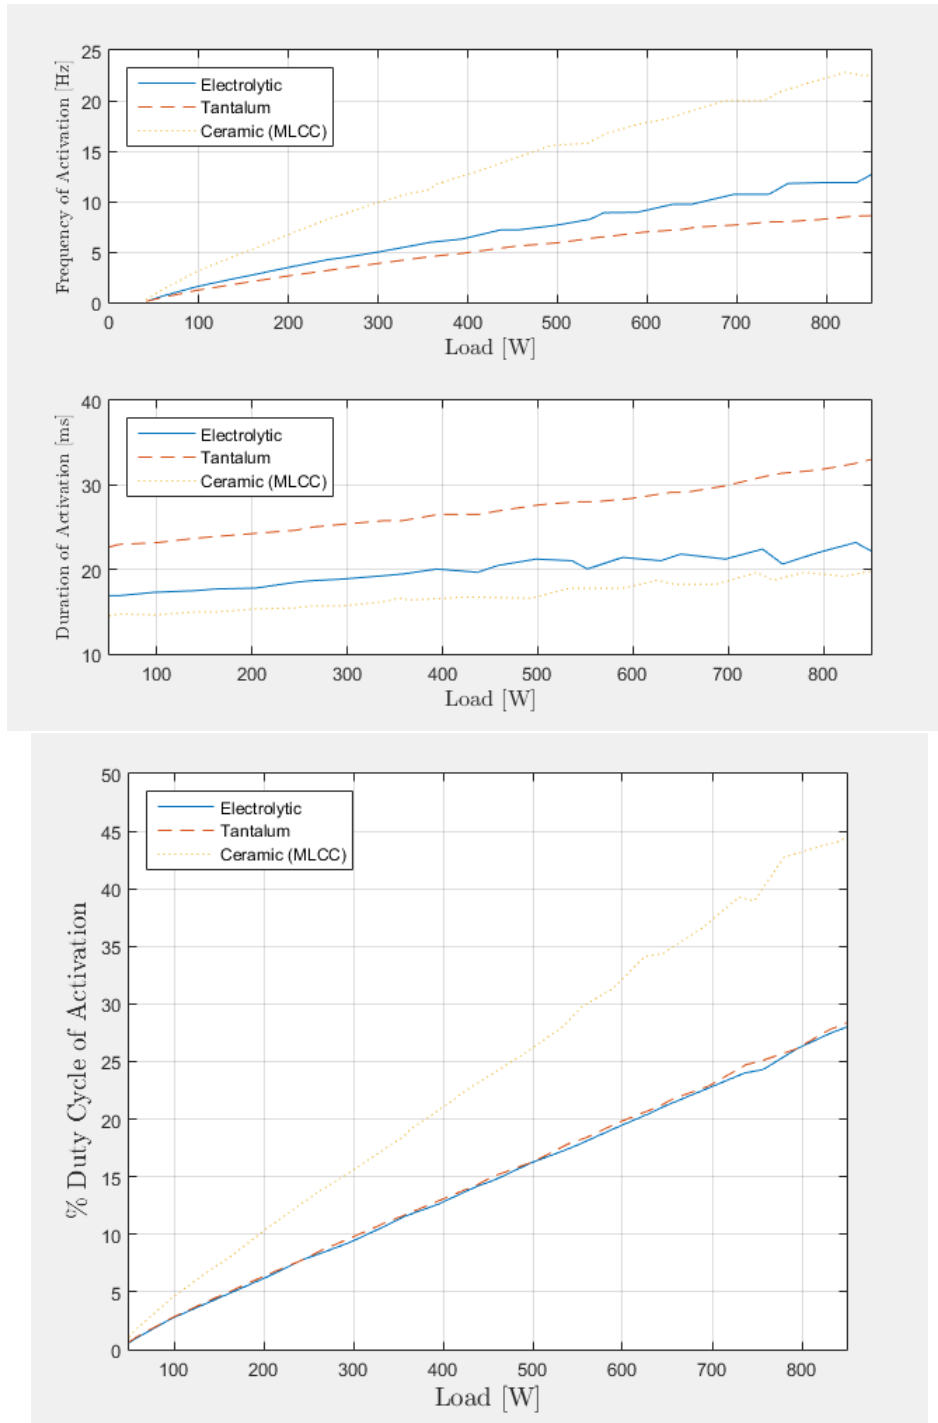 Frequency of Activation [Hz]
25
20
15
10
5
0
Electrolytic
Tantalum
Ceramic (MLCC)
0 100 200 300 400 500 600 700 800
Load [W]
Duration of Activation [ms]
40
30
20
10
Electrolytic
Tantalum
Ceramic (MLCC)
100 200 300 400 500 600 700 800
Load [W]
% Duty Cycle of Activation
50
45
40
35
30
25
20
15
10
5
0
Electrolytic
Tantalum
Ceramic (MLCC)
100 200 300 400 500 600 700 800
Load [W]